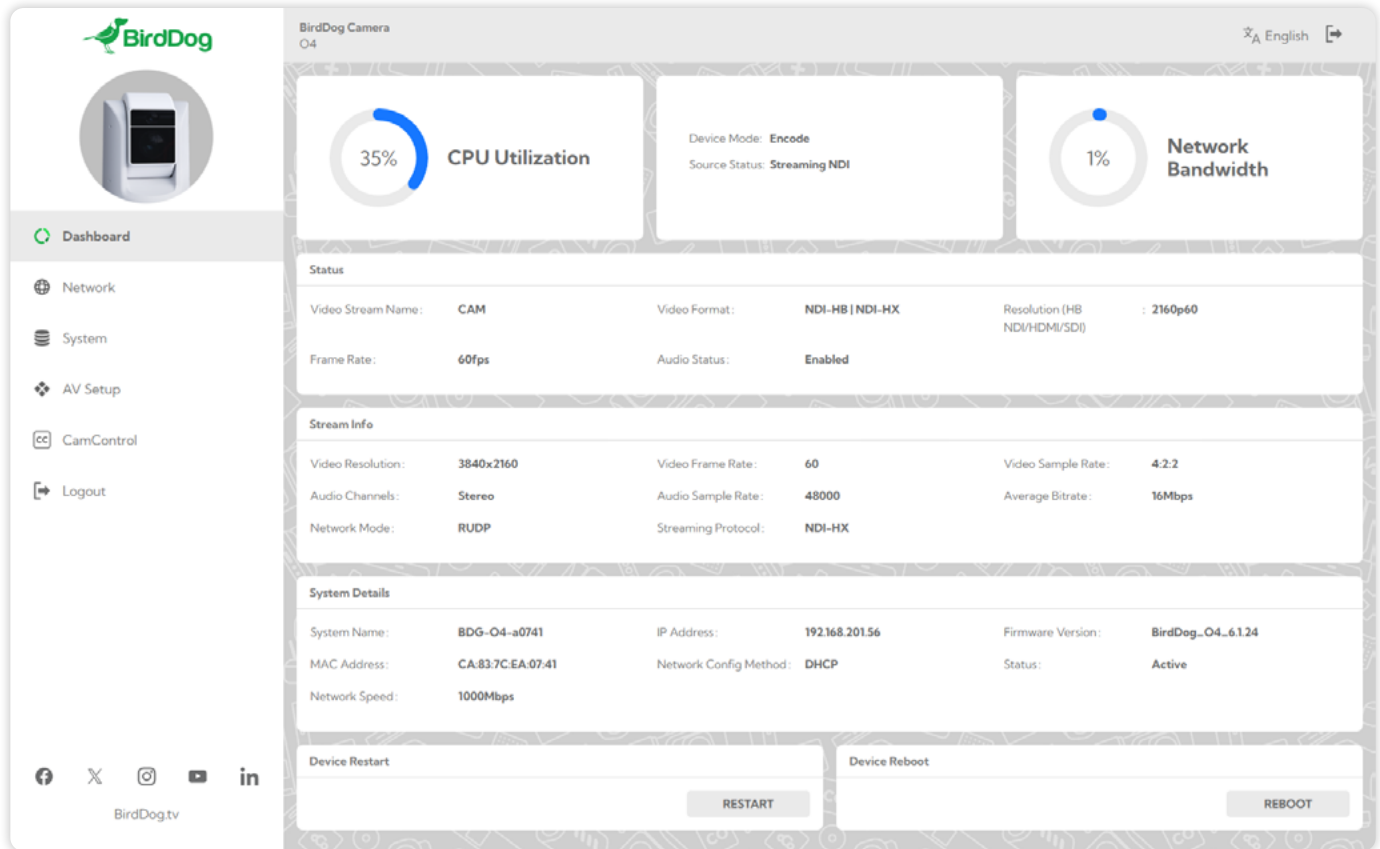 BirdDog
BirdDog Camera
O4
English
Dashboard
Network
System
AV Setup
CamControl
Logout
BirdDog.tv
35%
CPU Utilization
Device Mode: Encode
Source Status: Streaming NDI
1%
Network
Bandwidth
Status
Video Stream Name: CAM
Video Format: NDI-HB | NDI-HX
Resolution (HB
NDI/HDMI/SDI) : 2160p60
Frame Rate: 60fps
Audio Status: Enabled
Stream Info
Video Resolution: 3840x2160
Video Frame Rate: 60
Video Sample Rate: 4:2:2
Audio Channels: Stereo
Audio Sample Rate: 48000
Average Bitrate: 16Mbps
Network Mode: RUDP
Streaming Protocol: NDI-HX
System Details
System Name: BDG-O4-a0741
IP Address: 192.168.201.56
Firmware Version: BirdDog_O4_6.1.24
MAC Address: CA:83:7C:EA:07:41
Network Config Method: DHCP
Status: Active
Network Speed: 1000Mbps
Device Restart
RESTART
Device Reboot
REBOOT